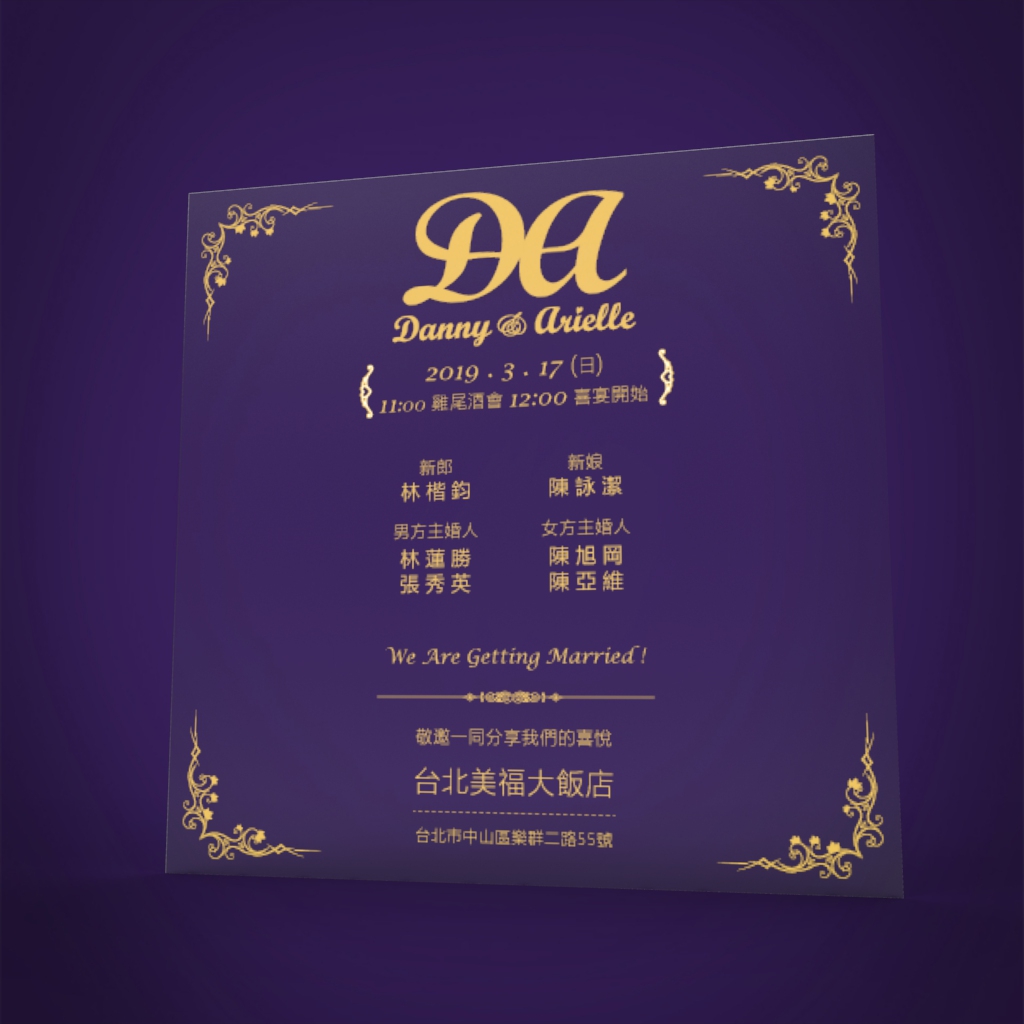 DA
Danny & Arielle
2019 . 3 . 17 (日)
11:00 雞尾酒會 12:00 喜宴開始
新郎 新娘
林楷鈞 陳詠潔
男方主婚人 女方主婚人
林蓮勝 陳旭岡
張秀英 陳亞維
We Are Getting Married !
敬邀一同分享我們的喜悅
台北美福大飯店
台北市中山區樂群二路55號